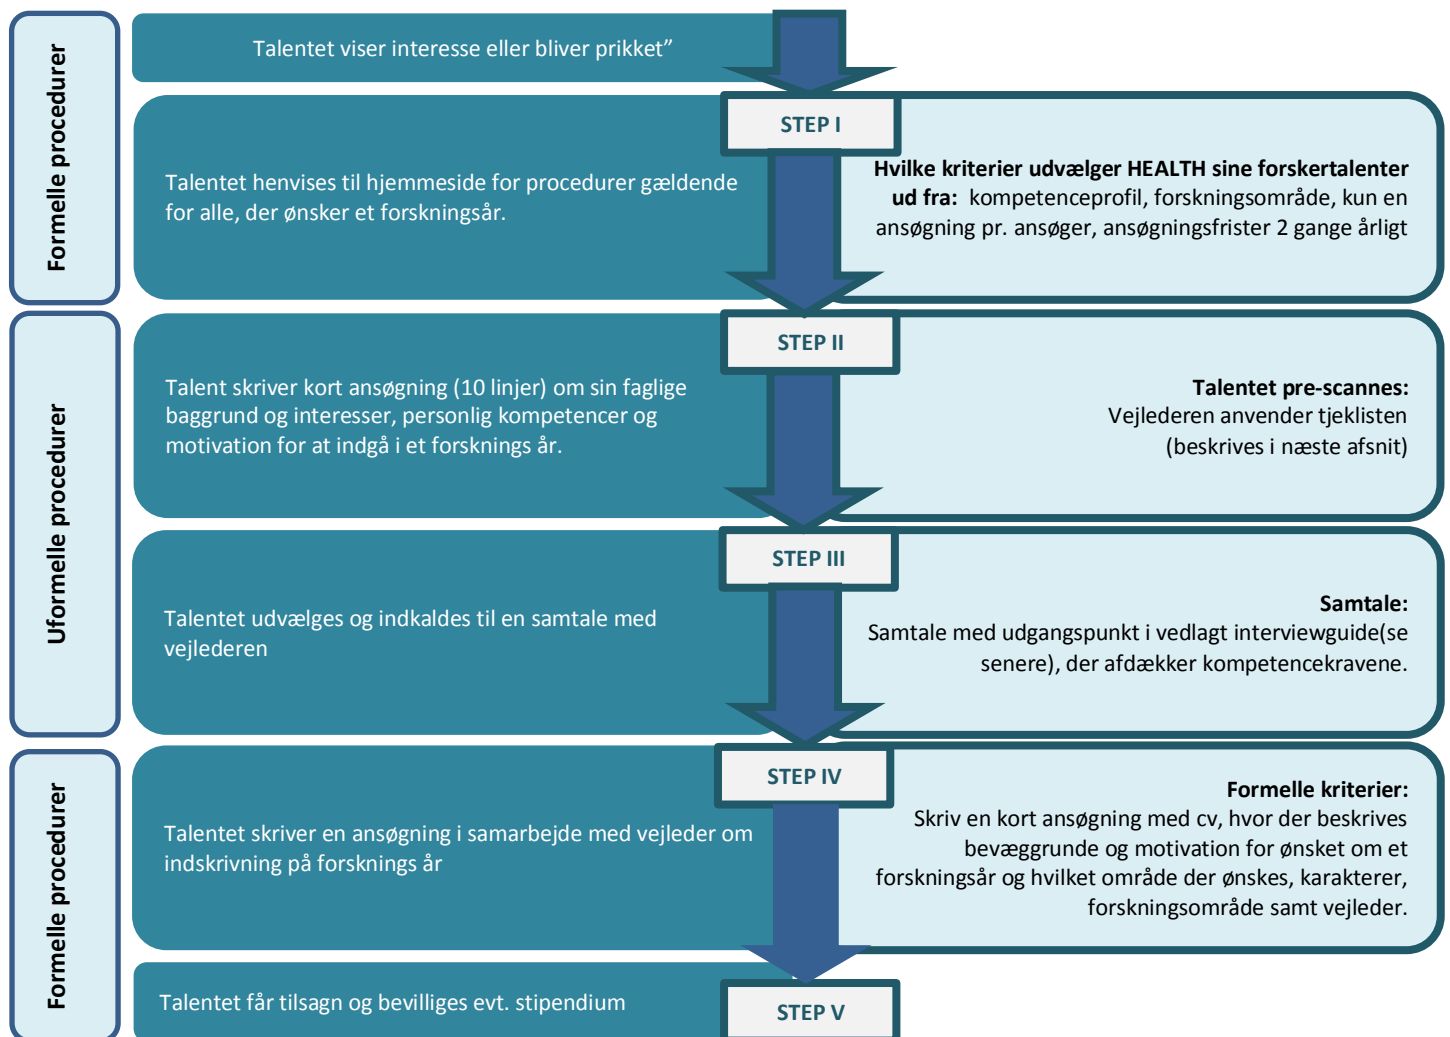 Formelle procedurer
Talentet viser interesse eller bliver prikket”
STEP I
Talentet henvises til hjemmeside for procedurer gældende
for alle, der ønsker et forskningsår.
Hvilke kriterier udvælger HEALTH sine forskertalenter
ud fra: kompetenceprofil, forskningsområde, kun en
ansøgning pr. ansøger, ansøgningsfrister 2 gange årligt
Uformelle procedurer
STEP II
Talent skriver kort ansøgning (10 linjer) om sin faglige
baggrund og interesser, personlig kompetencer og
motivation for at indgå i et forsknings år.
Talentet pre-scannes:
Vejlederen anvender tjeklisten
(beskrives i næste afsnit)
STEP III
Talentet udvælges og indkaldes til en samtale med
vejlederen
Samtale:
Samtale med udgangspunkt i vedlagt interviewguide(se
senere), der afdækker kompetencekravene.
Formelle procedurer
STEP IV
Talentet skriver en ansøgning i samarbejde med vejleder om
indskrivning på forsknings år
Formelle kriterier:
Skriv en kort ansøgning med cv, hvor der beskrives
bevæggrunde og motivation for ønsket om et
forskningsår og hvilket område der ønskes, karakterer,
forskningsområde samt vejleder.
Talentet får tilsagn og bevilliges evt. stipendium
STEP V